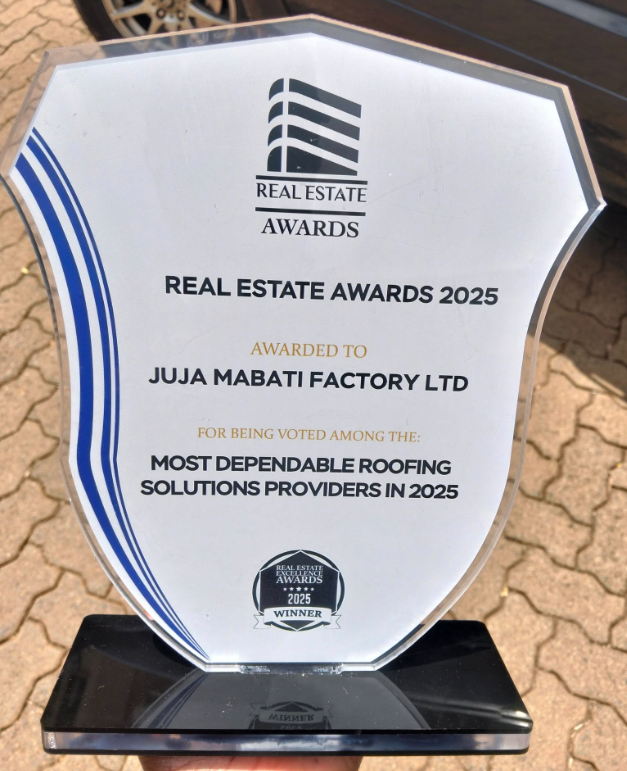 REAL ESTATE
AWARDS
REAL ESTATE AWARDS 2025
AWARDED TO
JUJA MABATI FACTORY LTD
FOR BEING VOTED AMONG THE:
MOST DEPENDABLE ROOFING
SOLUTIONS PROVIDERS IN 2025
REAL ESTATE
EXCELLENCE
AWARDS
2025
WINNER